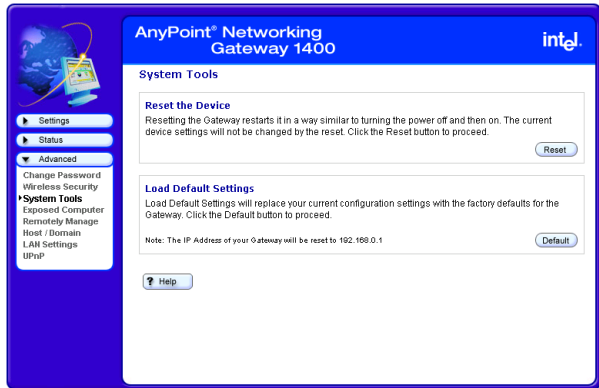 AnyPoint® Networking
Gateway 1400
intel.
Settings
Status
Advanced
Change Password
Wireless Security
System Tools
Exposed Computer
Remotely Manage
Host / Domain
LAN Settings
UPnP
System Tools
Reset the Device
Resetting the Gateway restarts it in a way similar to turning the power off and then on. The current
device settings will not be changed by the reset. Click the Reset button to proceed.
Reset
Load Default Settings
Load Default Settings will replace your current configuration settings with the factory defaults for the
Gateway. Click the Default button to proceed.
Note: The IP Address of your Gateway will be reset to 192.168.0.1
Default
? Help